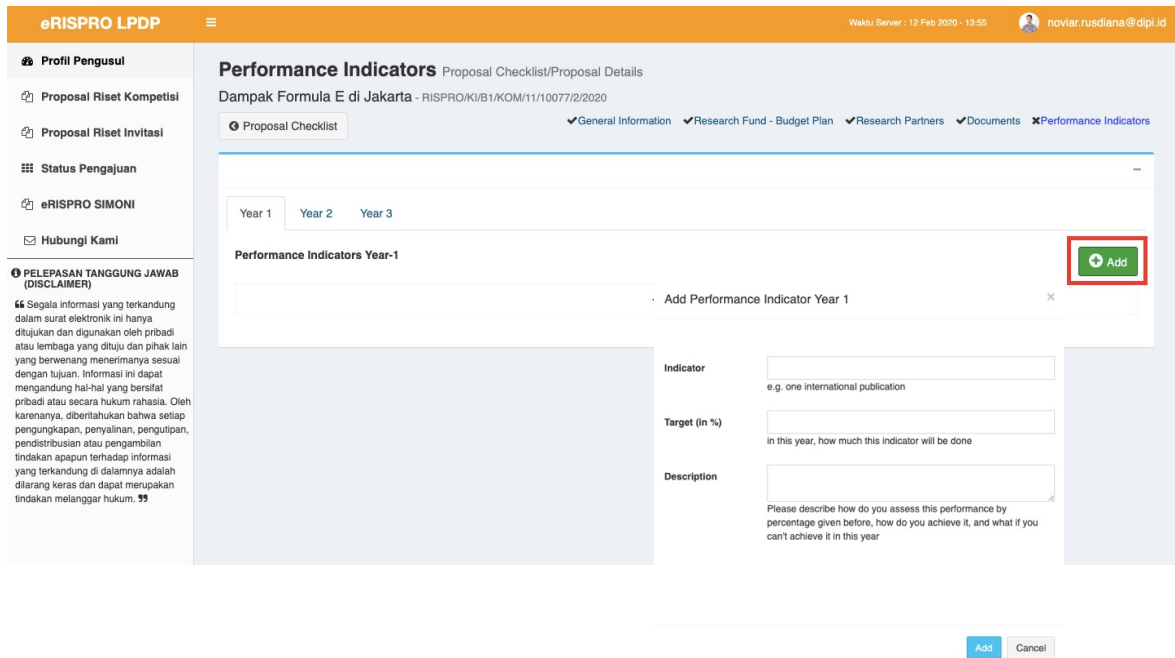 eRISPRO LPDP
Waktu Server : 12 Feb 2020 - 13:55
noviar.rusdiana@dipi.id
Profil Pengusul
Proposal Riset Kompetisi
Proposal Riset Invitasi
Status Pengajuan
eRISPRO SIMONI
Hubungi Kami
PELEPASAN TANGGUNG JAWAB
(DISCLAIMER)
Segala informasi yang terkandung
dalam surat elektronik ini hanya
ditujukan dan digunakan oleh pribadi
atau lembaga yang dituju dan pihak lain
yang berwenang menerimanya sesuai
dengan tujuan. Informasi ini dapat
mengandung hal-hal yang bersifat
pribadi atau secara hukum rahasia. Oleh
karenanya, diberitahukan bahwa setiap
pengungkapan, penyalinan, pengutipan,
pendistribusian atau pengambilan
tindakan apapun terhadap informasi
yang terkandung di dalamnya adalah
dilarang keras dan dapat merupakan
tindakan melanggar hukum.
Performance Indicators Proposal Checklist/Proposal Details
Dampak Formula E di Jakarta - RISPRO/KI/B1/KOM/11/10077/2/2020
Proposal Checklist
General Information Research Fund - Budget Plan Research Partners Documents Performance Indicators
Year 1 Year 2 Year 3
Performance Indicators Year-1
Add
Add Performance Indicator Year 1
Indicator
e.g. one international publication
Target (in %)
in this year, how much this indicator will be done
Description
Please describe how do you assess this performance by
percentage given before, how do you achieve it, and what if you
can't achieve it in this year
Add Cancel